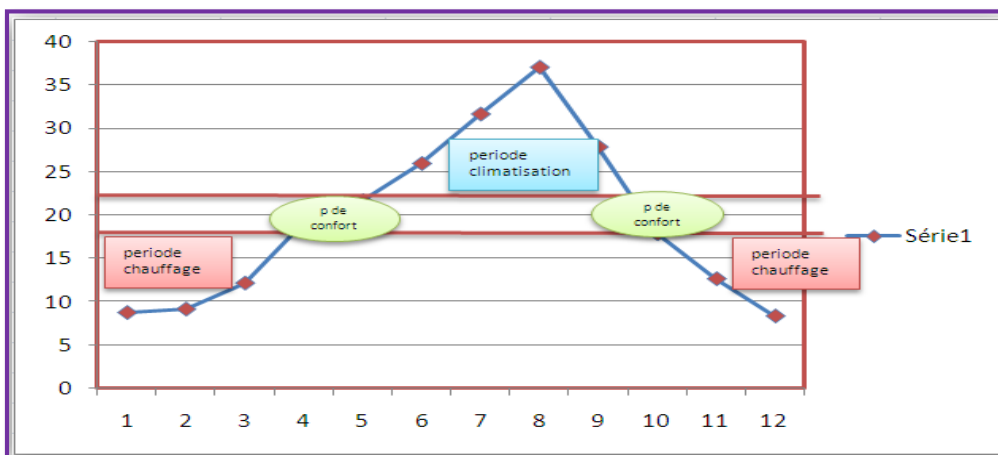 40
35
30
25
20
15
10
5
0
periode
climatisation
p de
confort
p de
confort
periode
chauffage
periode
chauffage
Série1
1 2 3 4 5 6 7 8 9 10 11 12